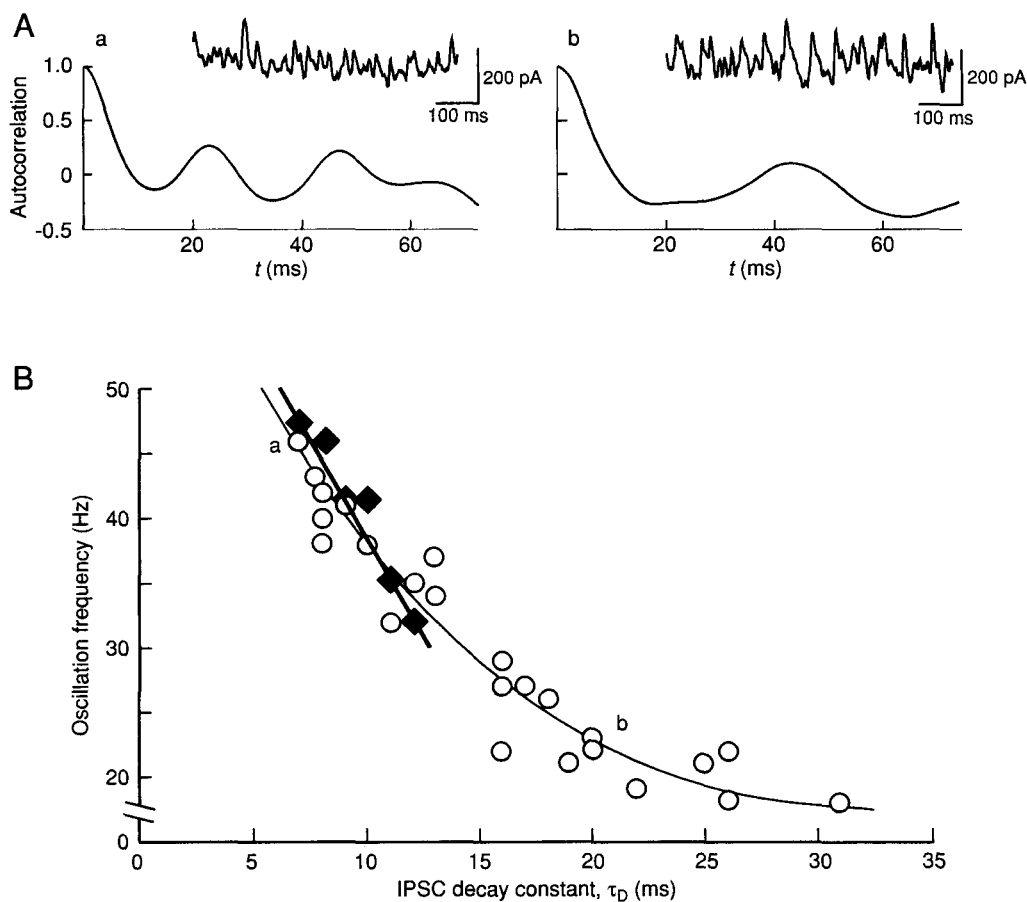 A
a
b
1.0
0.5
0
-0.5
Autocorrelation
200 pA
100 ms
20 40 60
t (ms)
200 pA
100 ms
20 40 60
t (ms)
B
50
40
30
20
0
Oscillation frequency (Hz)
a
b
0 5 10 15 20 25 30 35
IPSC decay constant, τD (ms)